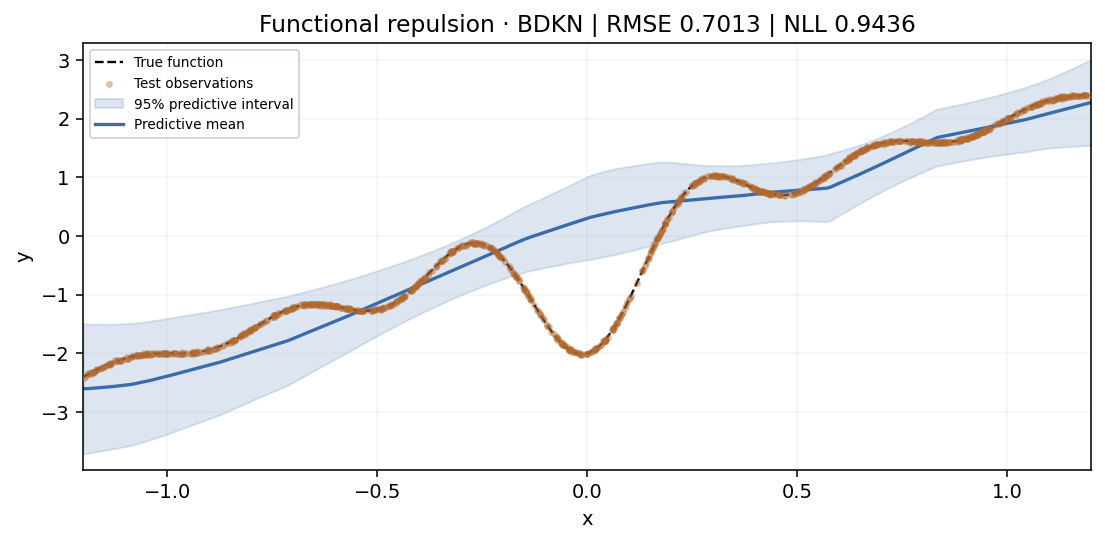 Functional repulsion · BDKN | RMSE 0.7013 | NLL 0.9436
True function
Test observations
95% predictive interval
Predictive mean
3
2
1
0
−1
−2
−3
y
−1.0
−0.5
0.0
0.5
1.0
x